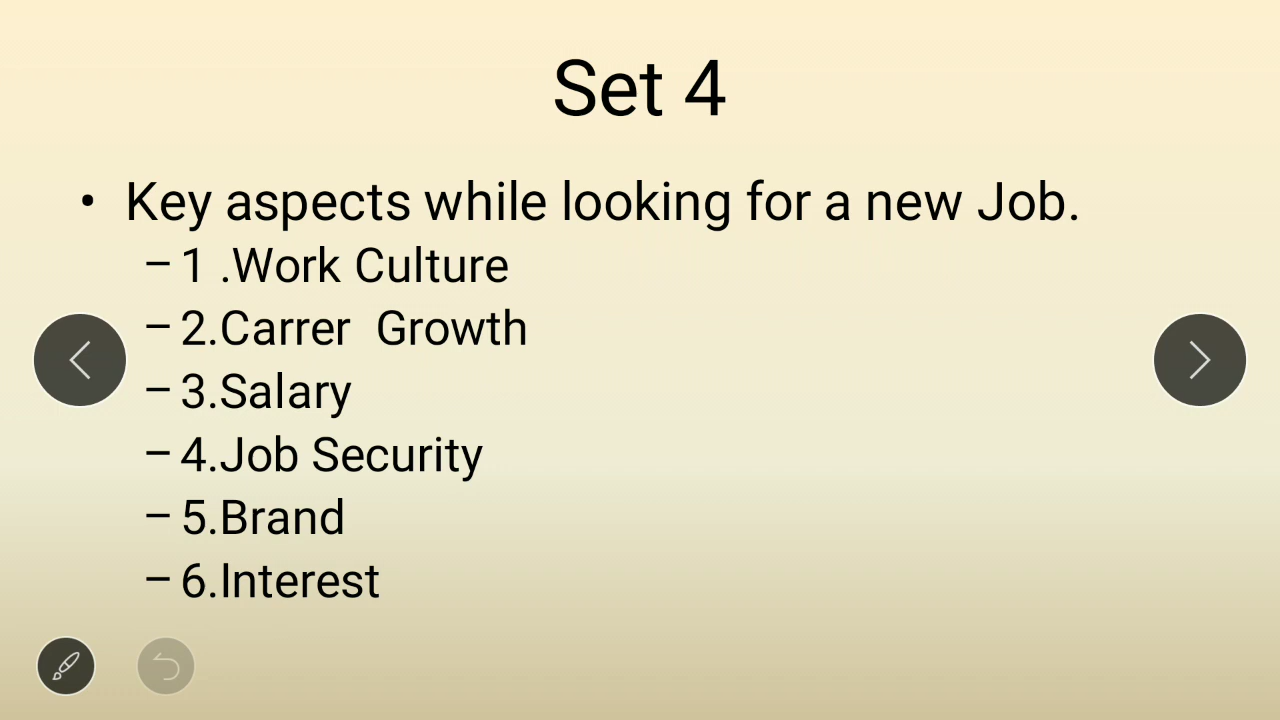 Set 4
• Key aspects while looking for a new Job.
– 1 .Work Culture
– 2.Carrer  Growth
– 3.Salary
– 4.Job Security
– 5.Brand
– 6.Interest